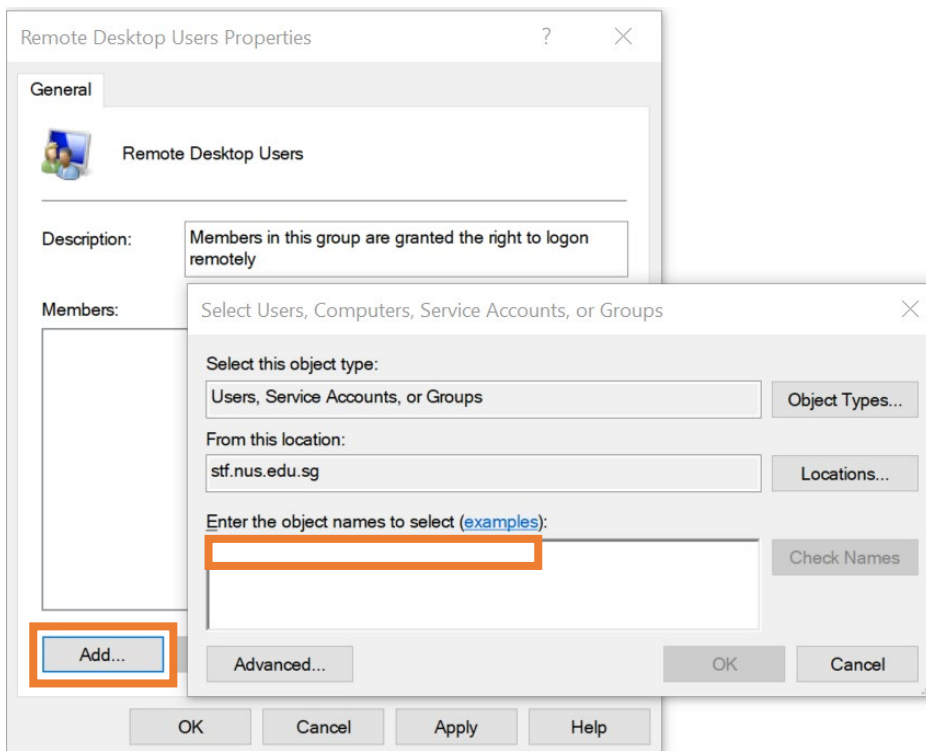 Remote Desktop Users Properties
?
General
Remote Desktop Users
Description:
Members in this group are granted the right to logon
remotely
Members:
Select Users, Computers, Service Accounts, or Groups
Select this object type:
Users, Service Accounts, or Groups
Object Types...
From this location:
stf.nus.edu.sg
Locations...
Enter the object names to select (examples):
Check Names
Add...
Advanced...
OK
Cancel
OK
Cancel
Apply
Help